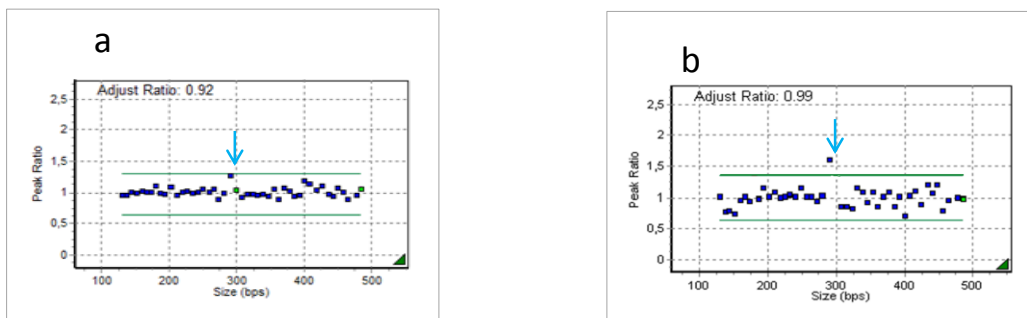 a
Adjust Ratio: 0.92
2,5
2
1,5
1
0,5
0
Peak Ratio
100 200 300 400 500
Size (bps)
b
Adjust Ratio: 0.99
2,5
2
1,5
1
0,5
0
Peak Ratio
100 200 300 400 500
Size (bps)